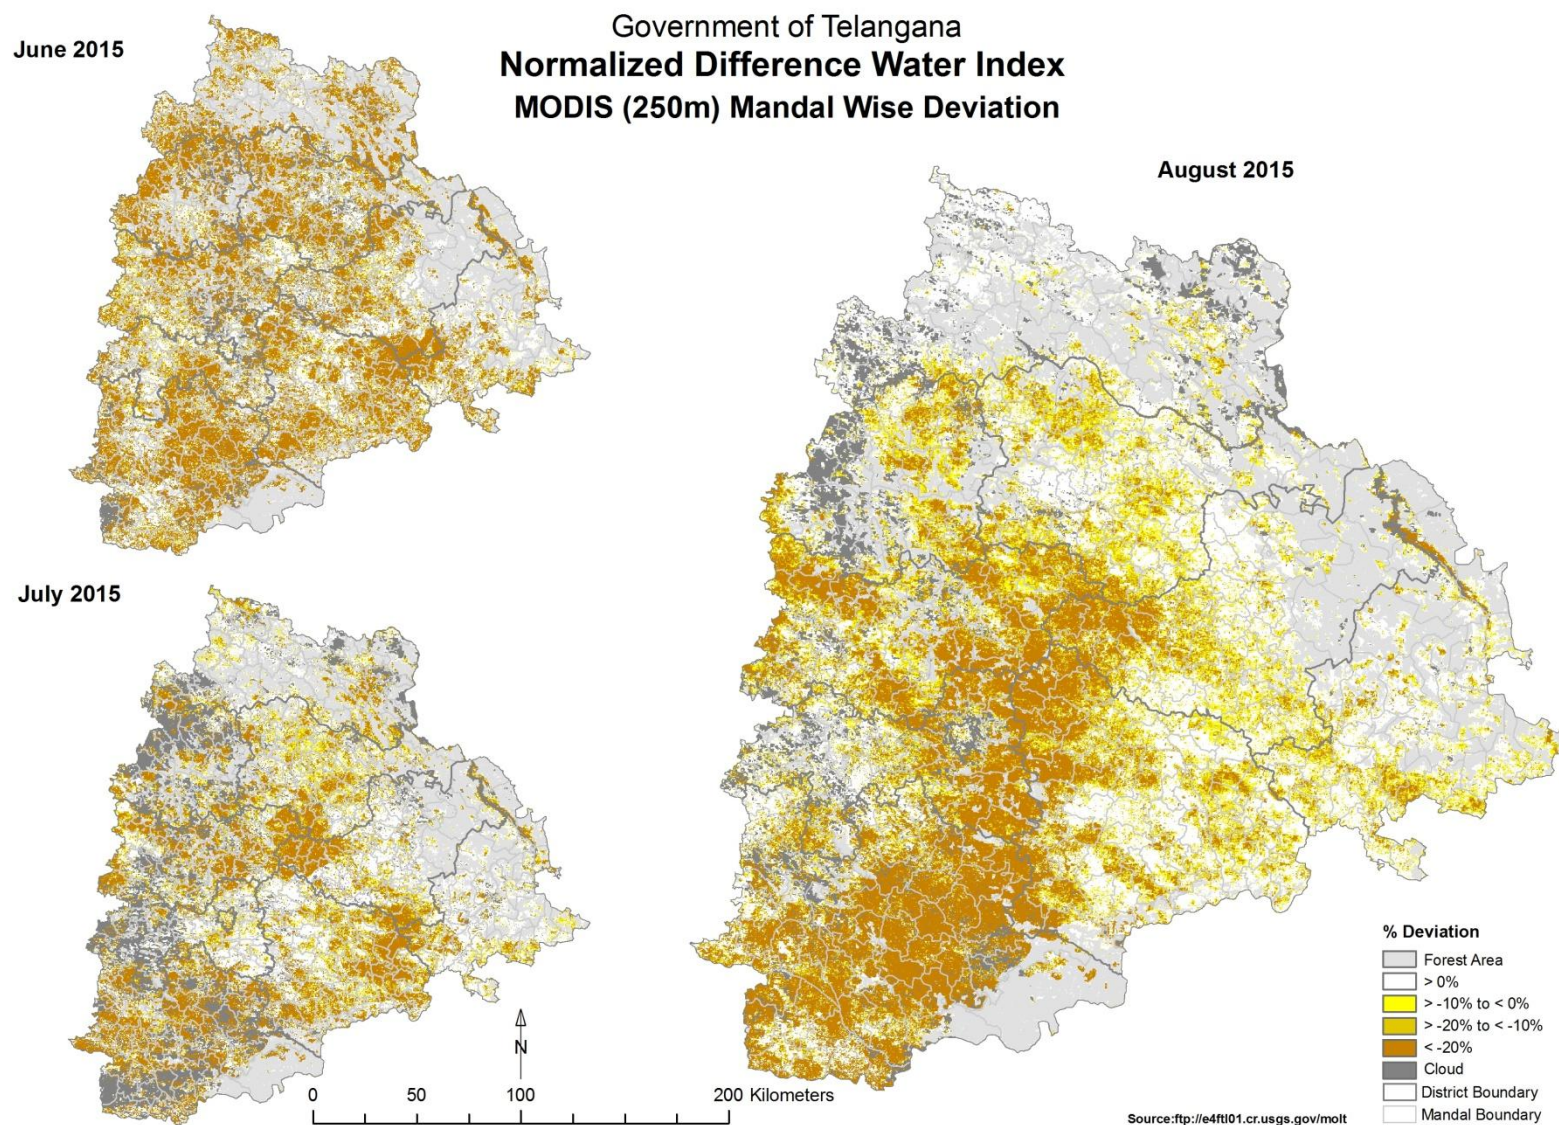 Government of Telangana
Normalized Difference Water Index
MODIS (250m) Mandal Wise Deviation
June 2015
August 2015
July 2015
N
0 50 100 200 Kilometers
% Deviation
Forest Area
> 0%
> -10% to < 0%
> -20% to < -10%
< -20%
Cloud
District Boundary
Mandal Boundary
Source:ftp://e4ftl01.cr.usgs.gov/molt